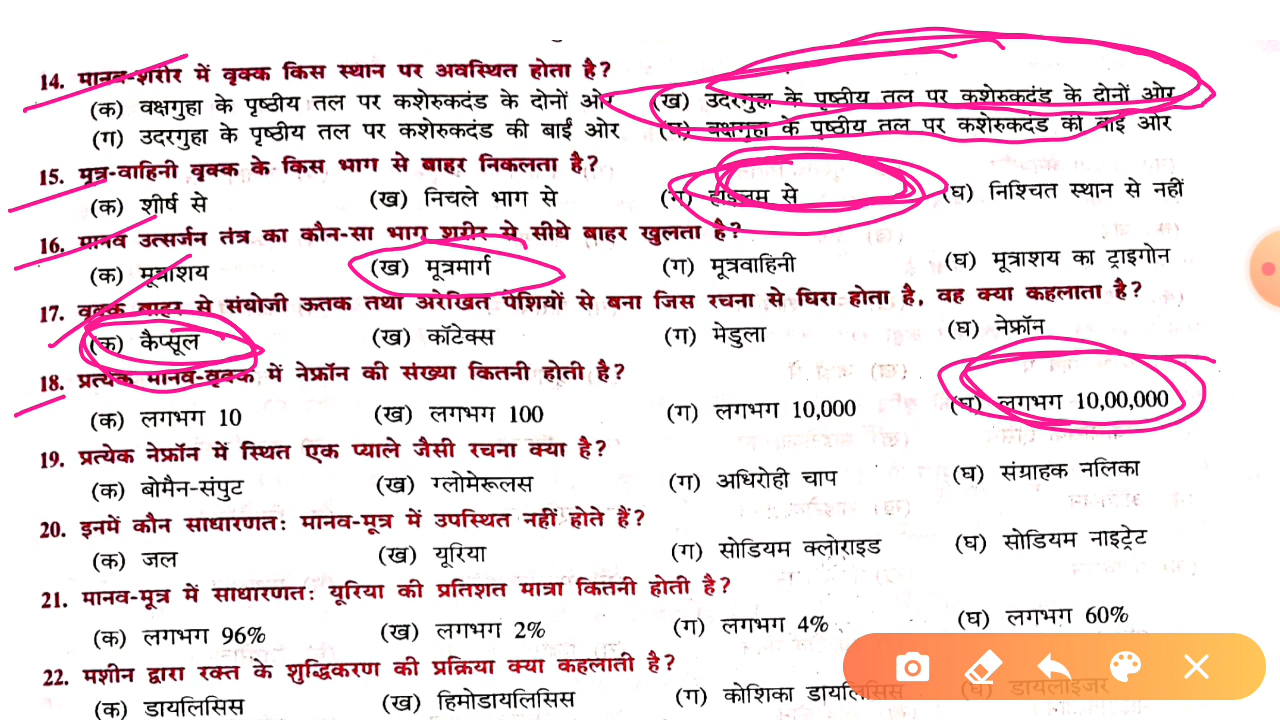 14. मानव-शरीर में वृक्क किस स्थान पर अवस्थित होता है?
(क) वक्षगुहा के पृष्ठीय तल पर कशेरुकदंड के दोनों ओर (ख) उदरगुहा के पृष्ठीय तल पर कशेरुकदंड के दोनों ओर
(ग) उदरगुहा के पृष्ठीय तल पर कशेरुकदंड की बाईं ओर (घ) वक्षगुहा के पृष्ठीय तल पर कशेरुकदंड की बाईं ओर
15. मूत्र-वाहिनी वृक्क के किस भाग से बाहर निकलता है?
(क) शीर्ष से (ख) निचले भाग से (ग) हाइलम से (घ) निश्चित स्थान से नहीं
16. मानव उत्सर्जन तंत्र का कौन-सा भाग शरीर से सीधे बाहर खुलता है?
(क) मूत्राशय (ख) मूत्रमार्ग (ग) मूत्रवाहिनी (घ) मूत्राशय का ट्राइगोन
17. वृक्क बाहर से संयोजी ऊतक तथा अरेखित पेशियों से बना जिस रचना से घिरा होता है, वह क्या कहलाता है?
(क) कैप्सूल (ख) कॉटेक्स (ग) मेडुला (घ) नेफ्रॉन
18. प्रत्येक मानव-वृक्क में नेफ्रॉन की संख्या कितनी होती है?
(क) लगभग 10 (ख) लगभग 100 (ग) लगभग 10,000 (घ) लगभग 10,00,000
19. प्रत्येक नेफ्रॉन में स्थित एक प्याले जैसी रचना क्या है?
(क) बोमैन-संपुट (ख) ग्लोमेरूलस (ग) अधिरोही चाप (घ) संग्राहक नलिका
20. इनमें कौन साधारणतः मानव-मूत्र में उपस्थित नहीं होते हैं?
(क) जल (ख) यूरिया (ग) सोडियम क्लोराइड (घ) सोडियम नाइट्रेट
21. मानव-मूत्र में साधारणतः यूरिया की प्रतिशत मात्रा कितनी होती है?
(क) लगभग 96% (ख) लगभग 2% (ग) लगभग 4% (घ) लगभग 60%
22. मशीन द्वारा रक्त के शुद्धिकरण की प्रक्रिया क्या कहलाती है?
(क) डायलिसिस (ख) हिमोडायलिसिस (ग) कोशिका डायलिसिस (घ) डायलाइजर